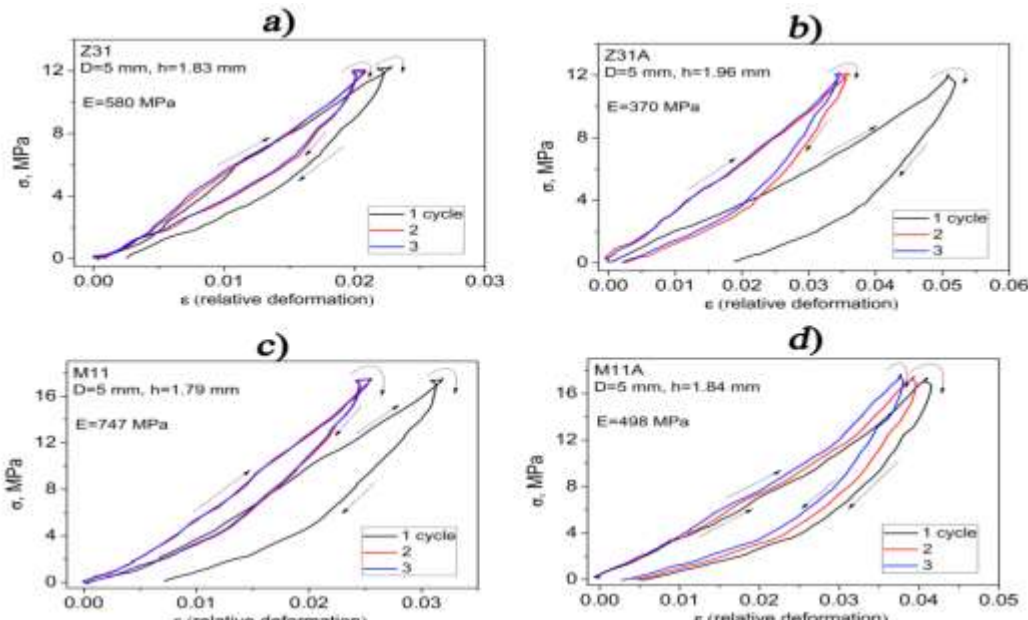 a)
Z31
D=5 mm, h=1.83 mm
E=580 MPa
12
8
4
0
σ, MPa
1 cycle
2
3
0.00 0.01 0.02 0.03
ε (relative deformation)
b)
Z31A
D=5 mm, h=1.96 mm
E=370 MPa
12
8
4
0
σ, MPa
1 cycle
2
3
0.00 0.01 0.02 0.03 0.04 0.05 0.06
ε (relative deformation)
c)
M11
D=5 mm, h=1.79 mm
E=747 MPa
16
12
8
4
0
σ, MPa
1 cycle
2
3
0.00 0.01 0.02 0.03
ε (relative deformation)
d)
M11A
D=5 mm, h=1.84 mm
E=498 MPa
16
12
8
4
0
σ, MPa
1 cycle
2
3
0.00 0.01 0.02 0.03 0.04 0.05
ε (relative deformation)